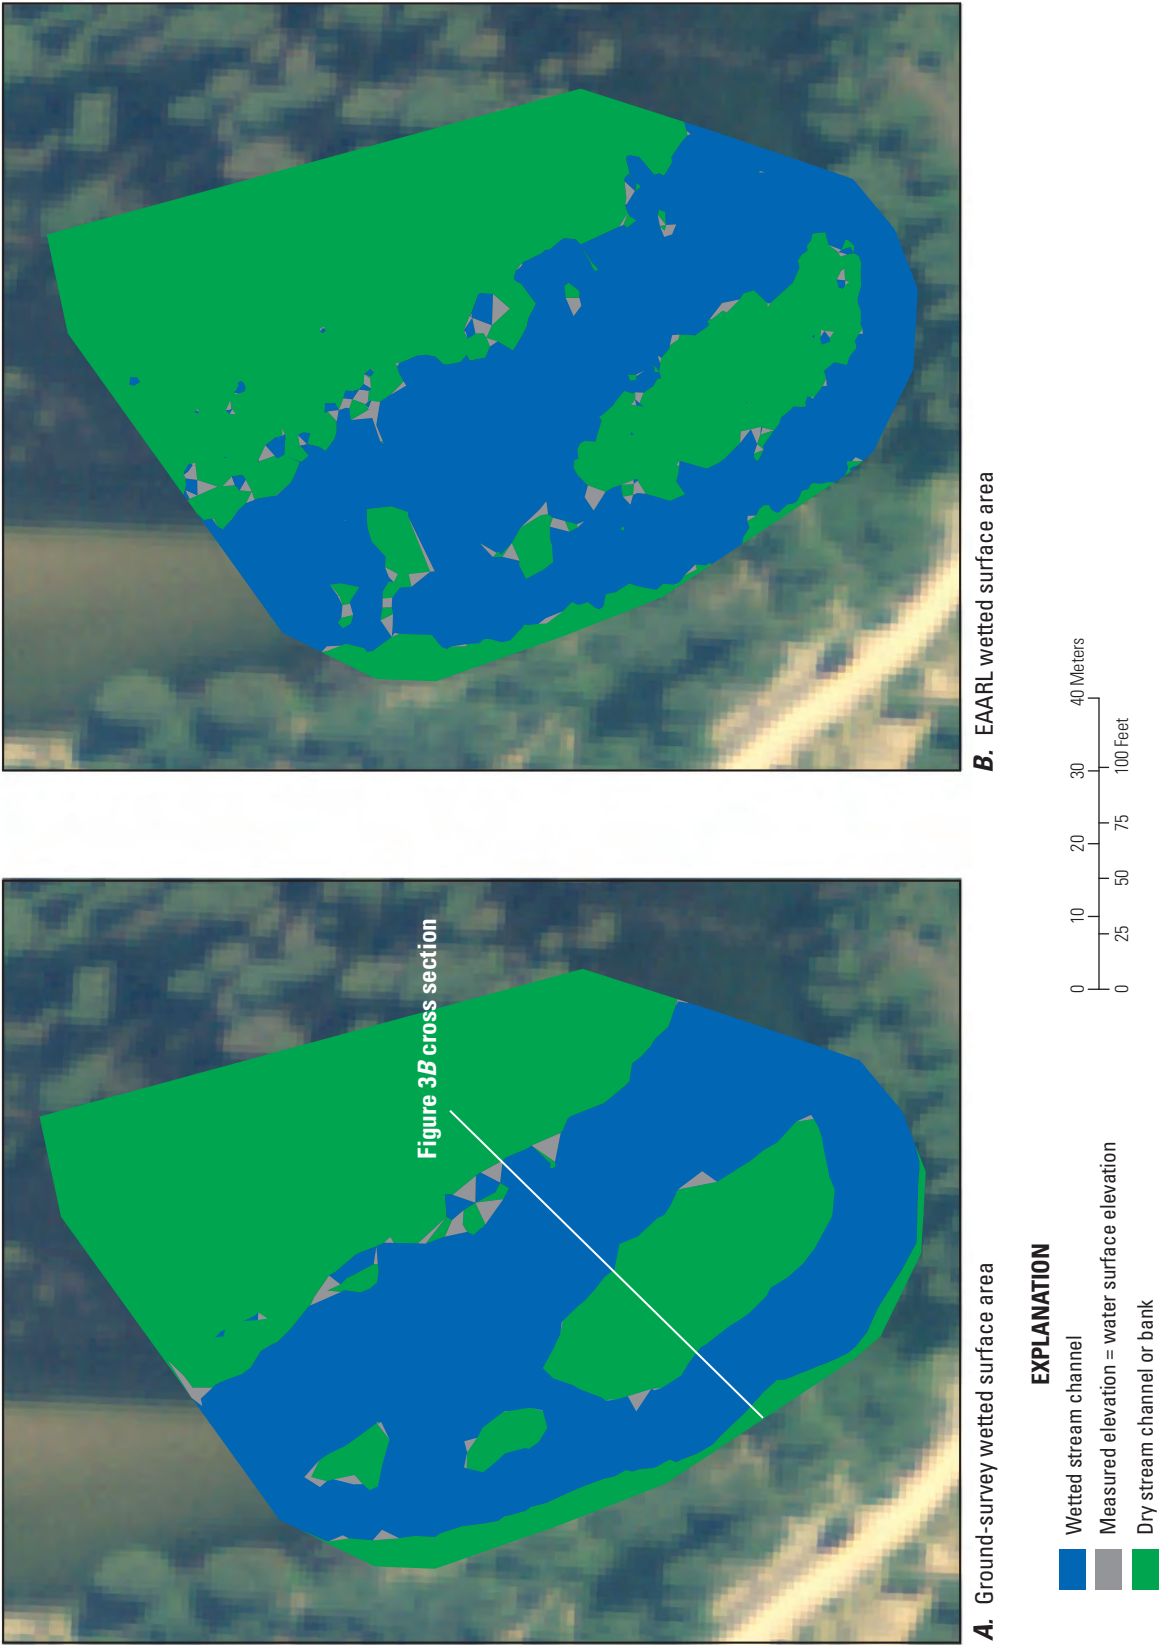 Figure 3B cross section
A. Ground-survey wetted surface area
B. EAARL wetted surface area
EXPLANATION
Wetted stream channel
Measured elevation = water surface elevation
Dry stream channel or bank
0 10 20 30 40 Meters
0 25 50 75 100 Feet